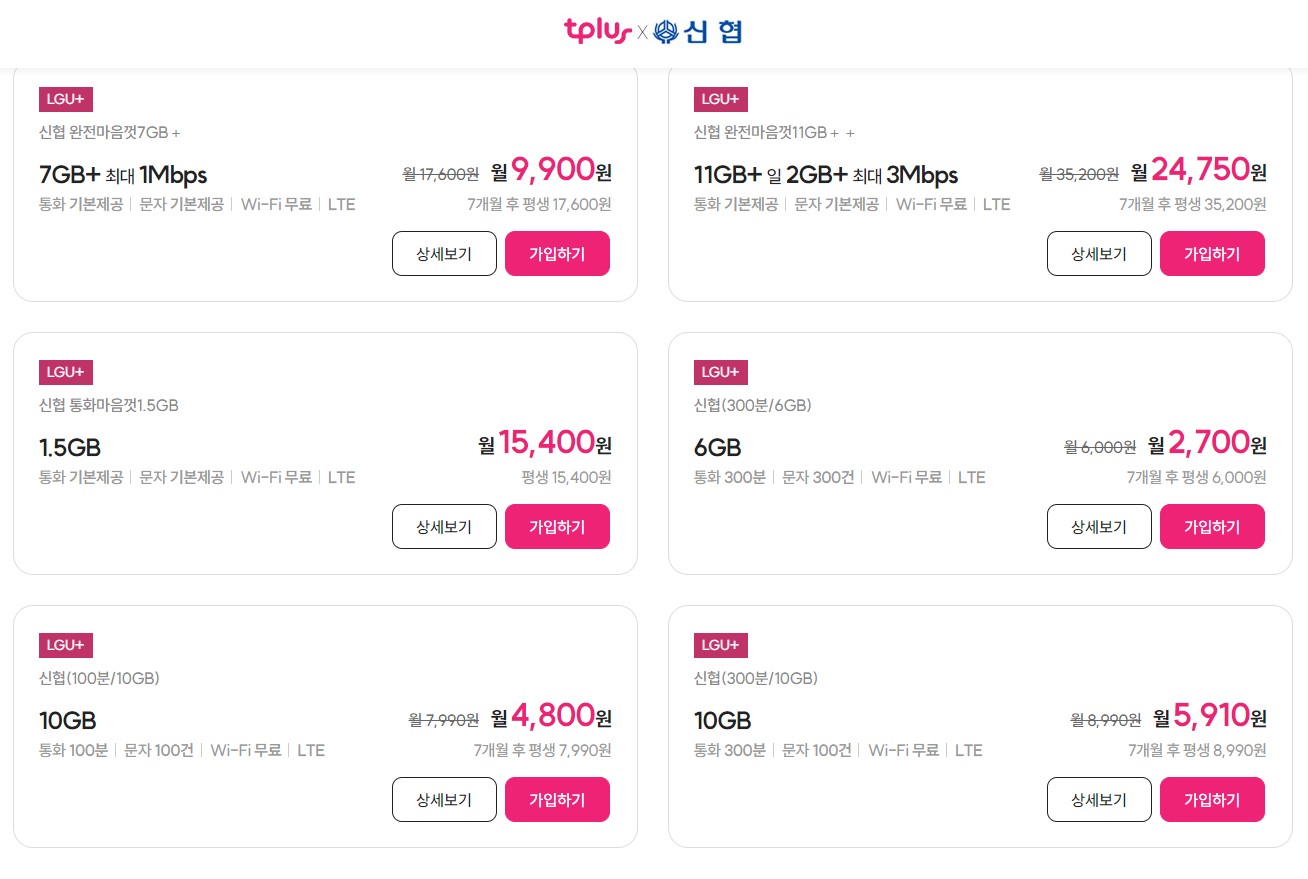 tplus X 신협
LGU+
신협 완전마음껏7GB +
7GB+ 최대 1Mbps 월 17,600원 월 9,900원
통화 기본제공 | 문자 기본제공 | Wi-Fi 무료 | LTE 7개월 후 평생 17,600원
상세보기 가입하기
LGU+
신협 완전마음껏11GB + +
11GB+ 일 2GB+ 최대 3Mbps 월 35,200원 월 24,750원
통화 기본제공 | 문자 기본제공 | Wi-Fi 무료 | LTE 7개월 후 평생 35,200원
상세보기 가입하기
LGU+
신협 통화마음껏1.5GB
1.5GB 월 15,400원
통화 기본제공 | 문자 기본제공 | Wi-Fi 무료 | LTE 평생 15,400원
상세보기 가입하기
LGU+
신협(300분/6GB)
6GB 월 6,000원 월 2,700원
통화 300분 | 문자 300건 | Wi-Fi 무료 | LTE 7개월 후 평생 6,000원
상세보기 가입하기
LGU+
신협(100분/10GB)
10GB 월 7,990원 월 4,800원
통화 100분 | 문자 100건 | Wi-Fi 무료 | LTE 7개월 후 평생 7,990원
상세보기 가입하기
LGU+
신협(300분/10GB)
10GB 월 8,990원 월 5,910원
통화 300분 | 문자 100건 | Wi-Fi 무료 | LTE 7개월 후 평생 8,990원
상세보기 가입하기